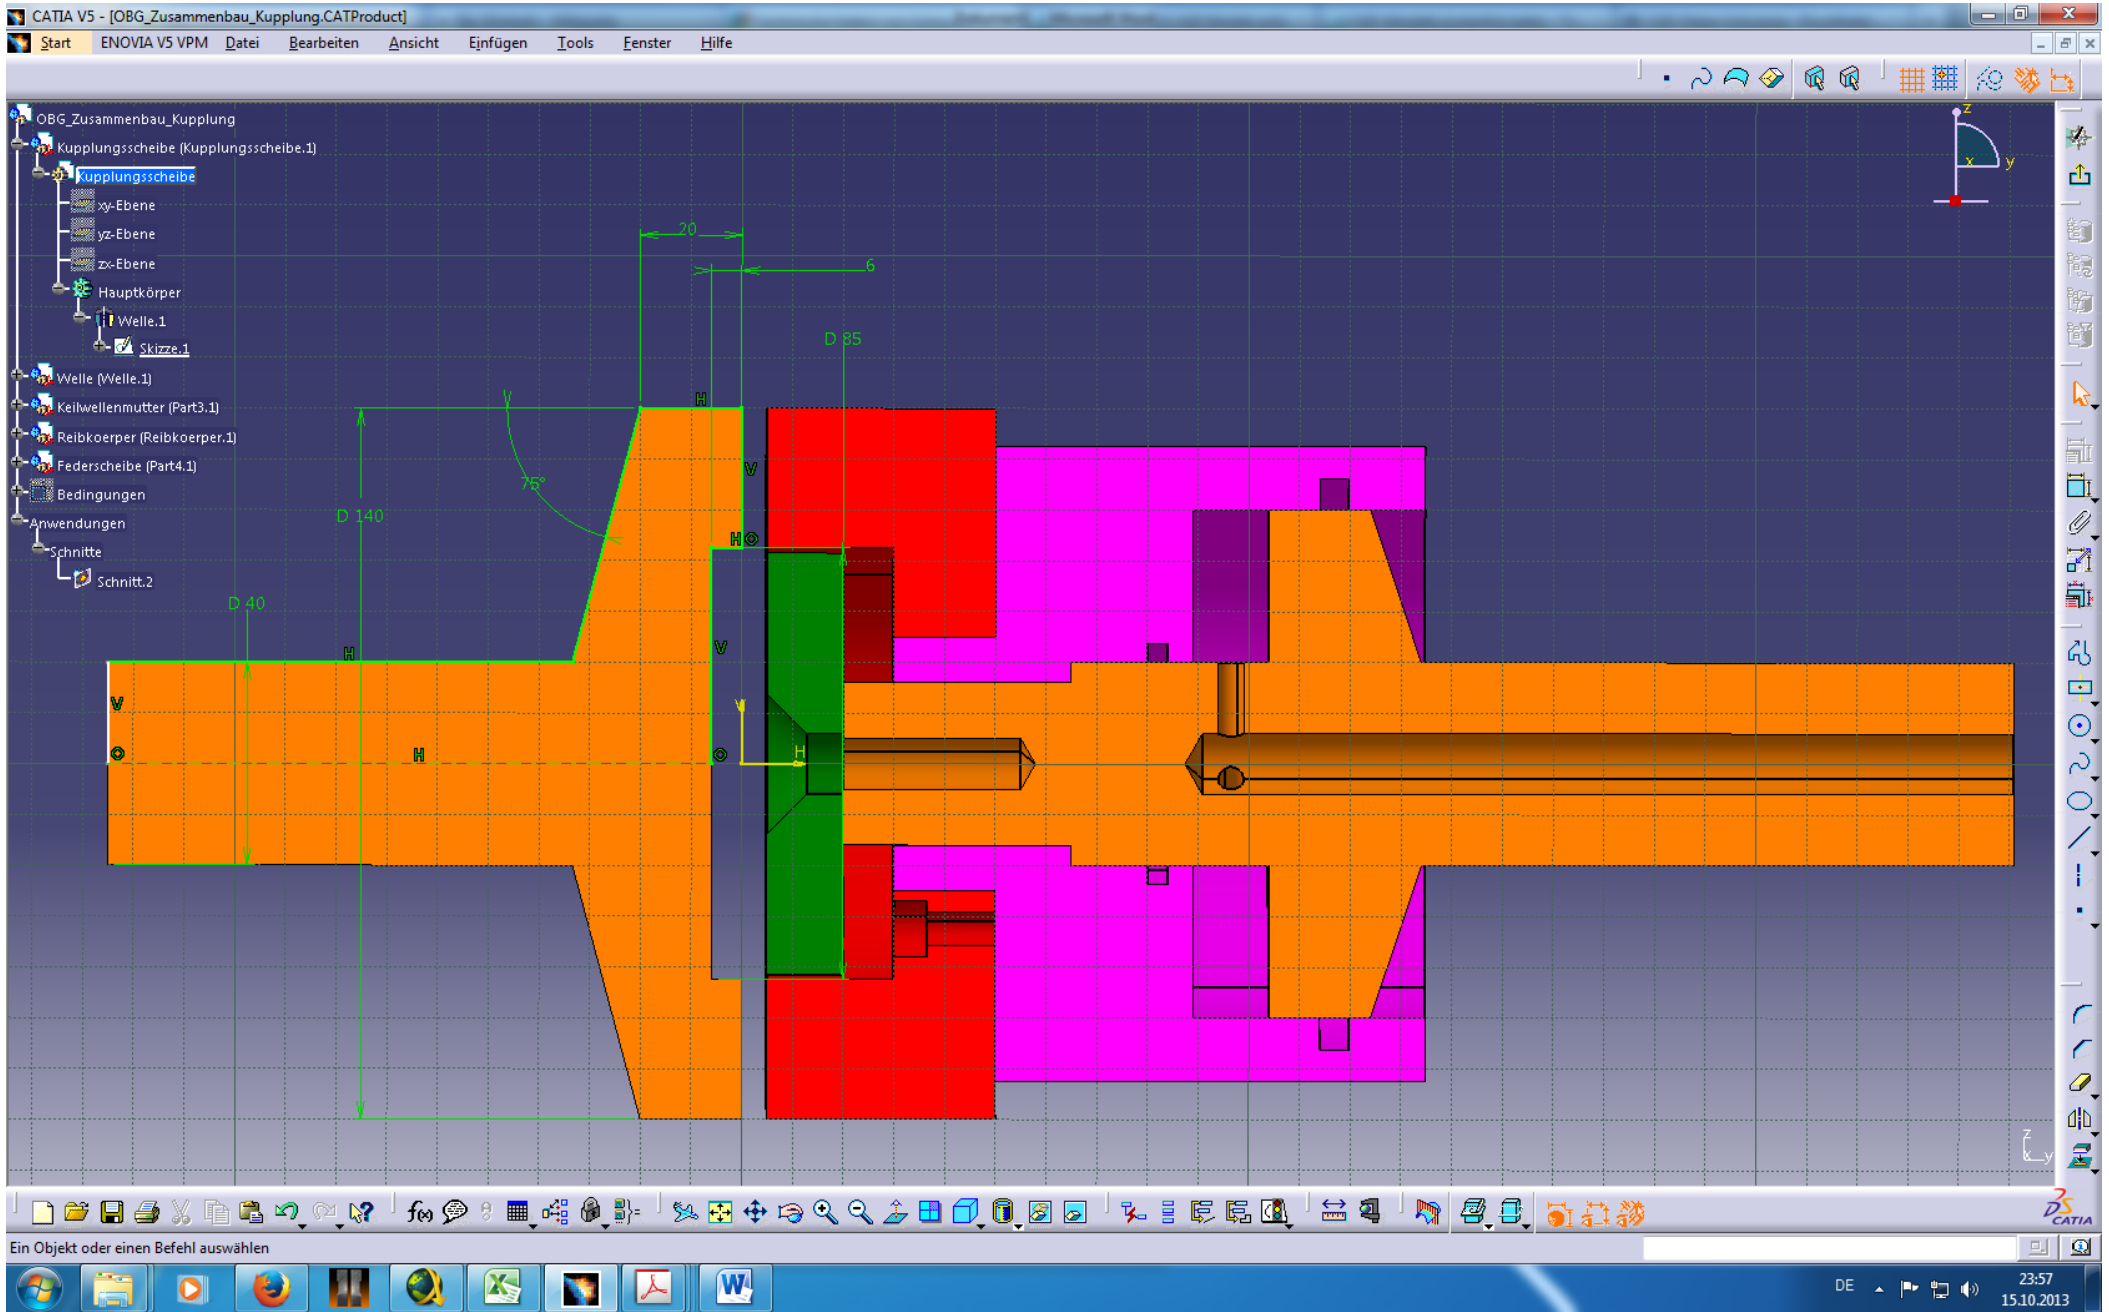 CATIA V5 - [OBG_Zusammenbau_Kupplung.CATProduct]
Start ENOVIA V5 VPM Datei Bearbeiten Ansicht Einfügen Tools Fenster Hilfe
OBG_Zusammenbau_Kupplung
Kupplungsscheibe (Kupplungsscheibe.1)
Kupplungsscheibe
xy-Ebene
yz-Ebene
zx-Ebene
Hauptkörper
Welle.1
Skizze.1
Welle (Welle.1)
Keilwellenmutter (Part3.1)
Reibkoerper (Reibkoerper.1)
Federscheibe (Part4.1)
Bedingungen
Anwendungen
Schnitte
Schnitt.2
z
x y
20
6
D 85
H
V
75°
D 140
H
D 40
H
V
V
V
H
H
z
x y
f(x)
CATIA
Ein Objekt oder einen Befehl auswählen
DE
23:57
15.10.2013